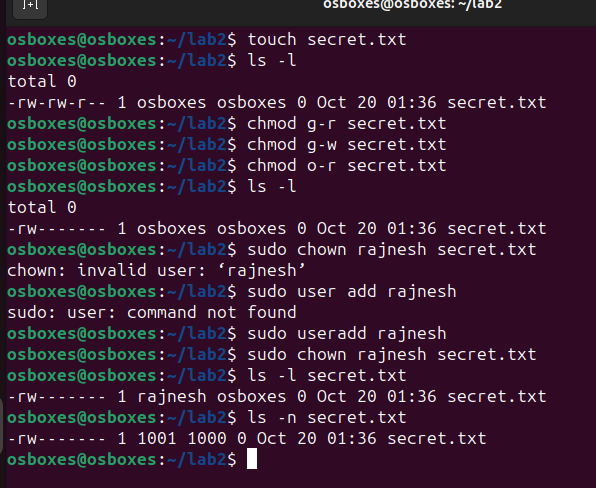 osboxes@osboxes: ~/lab2
osboxes@osboxes:~/lab2$ touch secret.txt
osboxes@osboxes:~/lab2$ ls -l
total 0
-rw-rw-r-- 1 osboxes osboxes 0 Oct 20 01:36 secret.txt
osboxes@osboxes:~/lab2$ chmod g-r secret.txt
osboxes@osboxes:~/lab2$ chmod g-w secret.txt
osboxes@osboxes:~/lab2$ chmod o-r secret.txt
osboxes@osboxes:~/lab2$ ls -l
total 0
-rw------- 1 osboxes osboxes 0 Oct 20 01:36 secret.txt
osboxes@osboxes:~/lab2$ sudo chown rajnesh secret.txt
chown: invalid user: ‘rajnesh’
osboxes@osboxes:~/lab2$ sudo user add rajnesh
sudo: user: command not found
osboxes@osboxes:~/lab2$ sudo useradd rajnesh
osboxes@osboxes:~/lab2$ sudo chown rajnesh secret.txt
osboxes@osboxes:~/lab2$ ls -l secret.txt
-rw------- 1 rajnesh osboxes 0 Oct 20 01:36 secret.txt
osboxes@osboxes:~/lab2$ ls -n secret.txt
-rw------- 1 1001 1000 0 Oct 20 01:36 secret.txt
osboxes@osboxes:~/lab2$